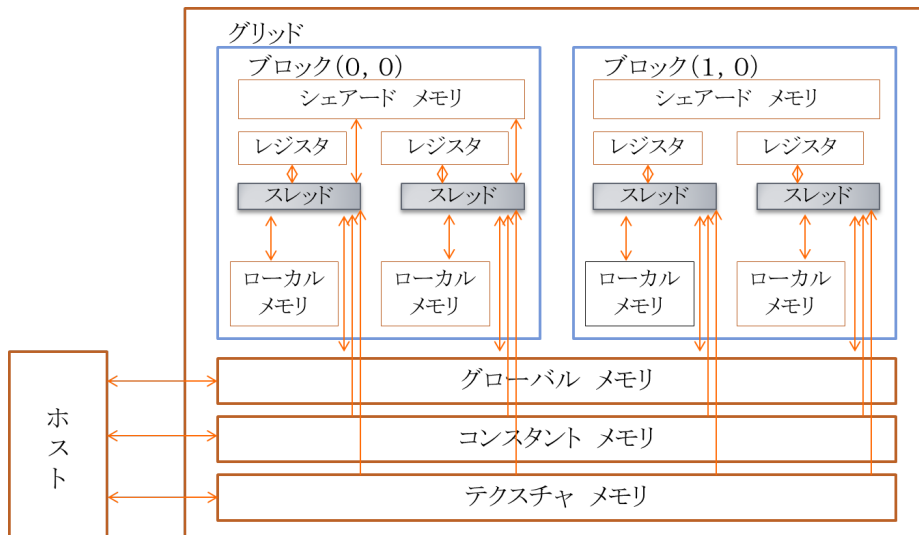 グリッド
ブロック(0, 0)
シェアード メモリ
レジスタ
レジスタ
スレッド
スレッド
ローカル
メモリ
ローカル
メモリ
ブロック(1, 0)
シェアード メモリ
レジスタ
レジスタ
スレッド
スレッド
ローカル
メモリ
ローカル
メモリ
ホスト
グローバル メモリ
コンスタント メモリ
テクスチャ メモリ